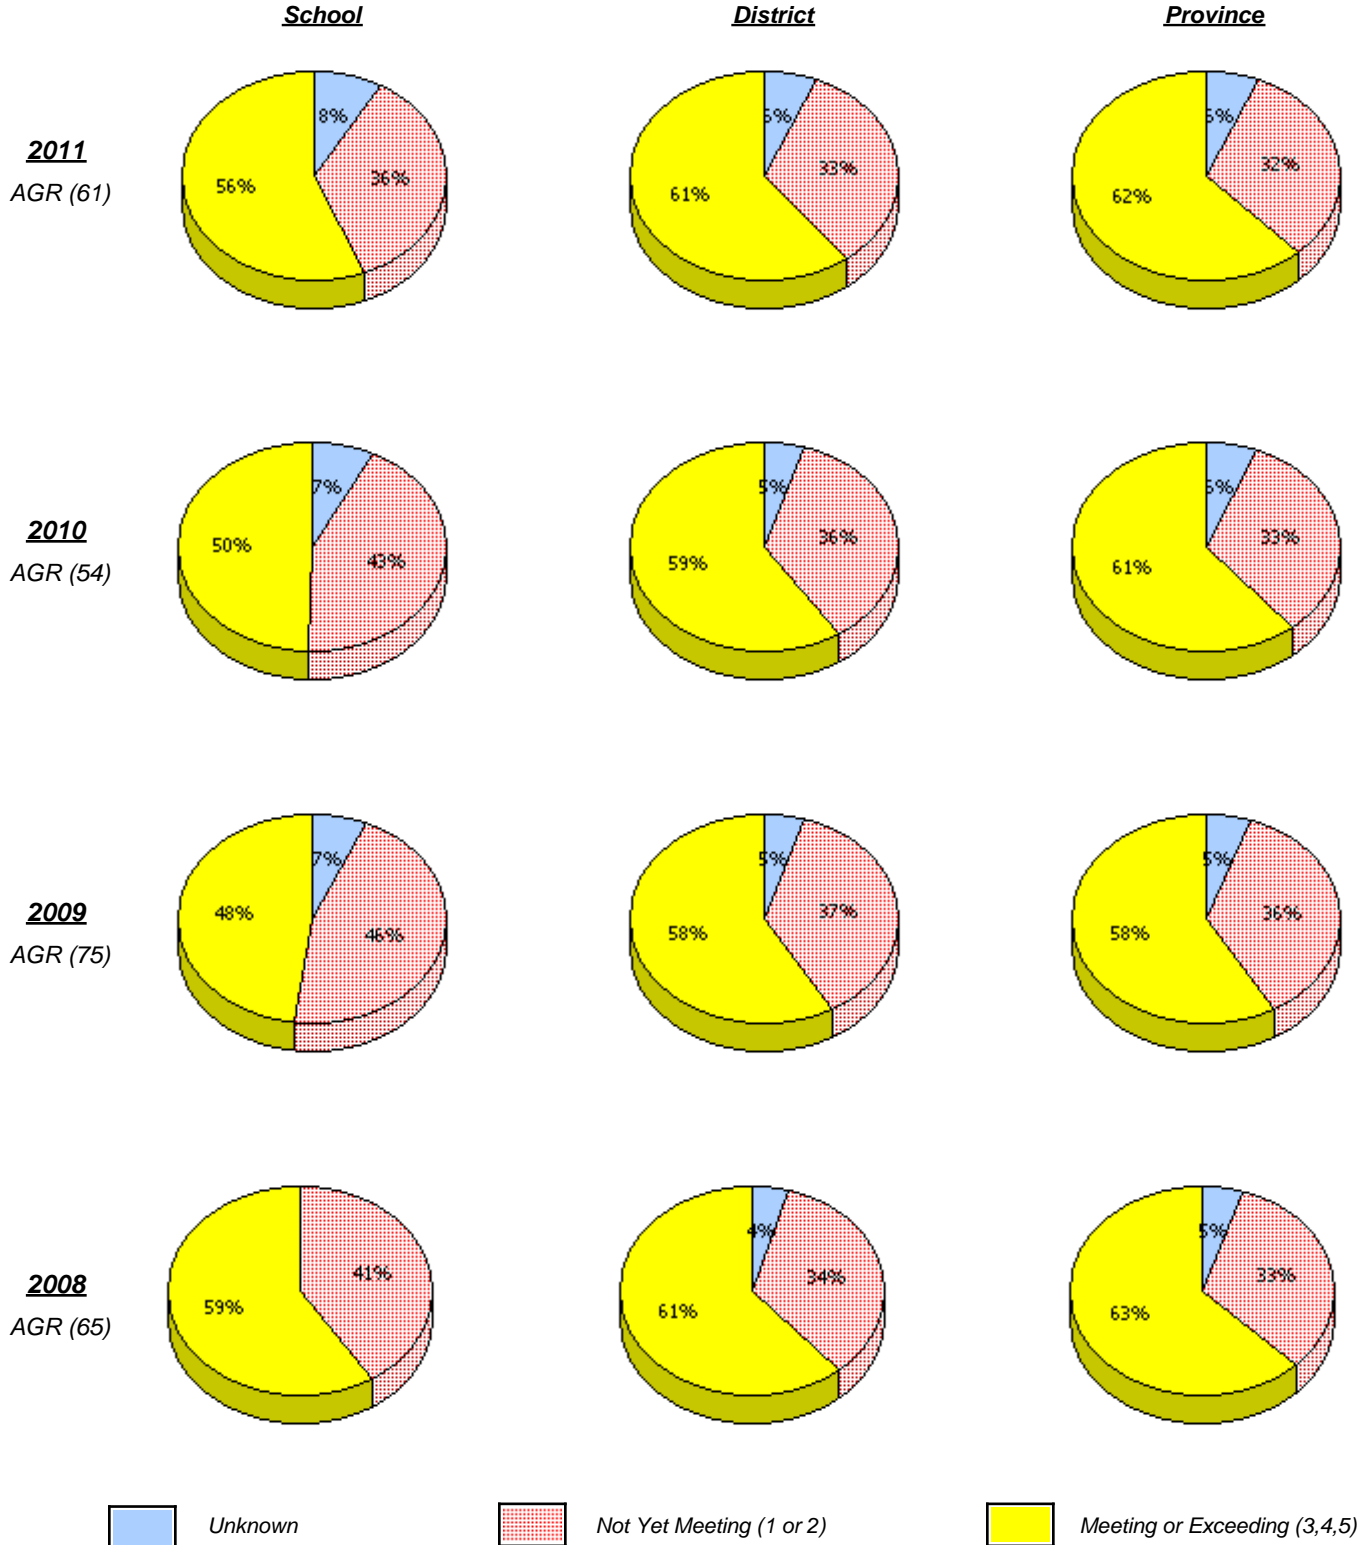 School District Province
2011
AGR (61)
8% 36% 56%
6% 33% 61%
6% 32% 62%
2010
AGR (54)
7% 43% 50%
5% 36% 59%
6% 33% 61%
2009
AGR (75)
7% 46% 48%
5% 37% 58%
5% 36% 58%
2008
AGR (65)
41% 59%
4% 34% 61%
5% 33% 63%
Unknown Not Yet Meeting (1 or 2) Meeting or Exceeding (3,4,5)